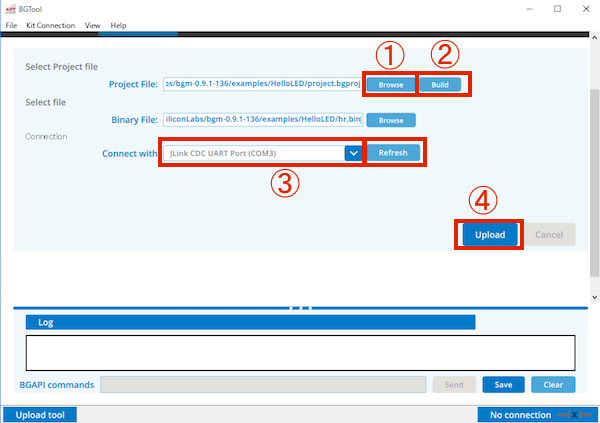 BGTool
File Kit Connection View Help
① ②
Select Project file
Project File: ɔs/bgm-0.9.1-136/examples/HelloLED/project.bgproj Browse Build
Select file
Binary File: iliconLabs/bgm-0.9.1-136/examples/HelloLED/hr.bin Browse
Connection
Connect with JLink CDC UART Port (COM3) Refresh
③
④
Upload Cancel
Log
BGAPI commands Send Save Clear
Upload tool No connection X